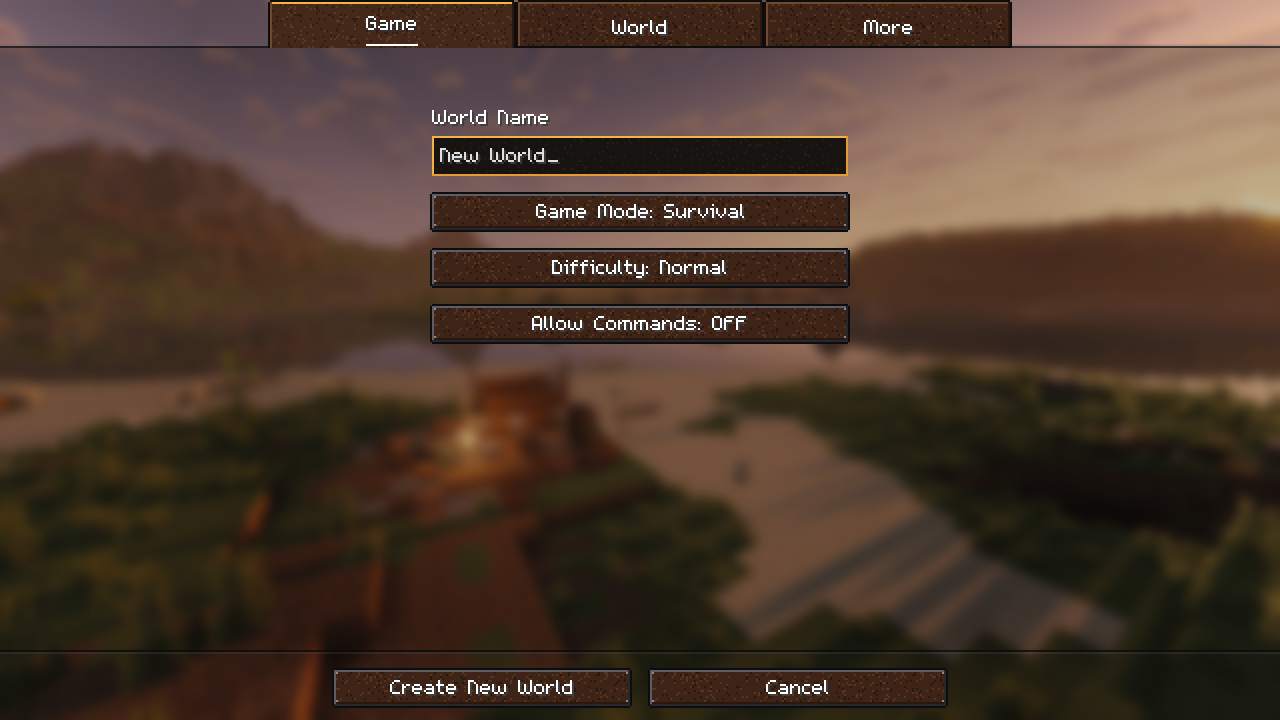 Game
World
More
World Name
New World_
Game Mode: Survival
Difficulty: Normal
Allow Commands: OFF
Create New World
Cancel